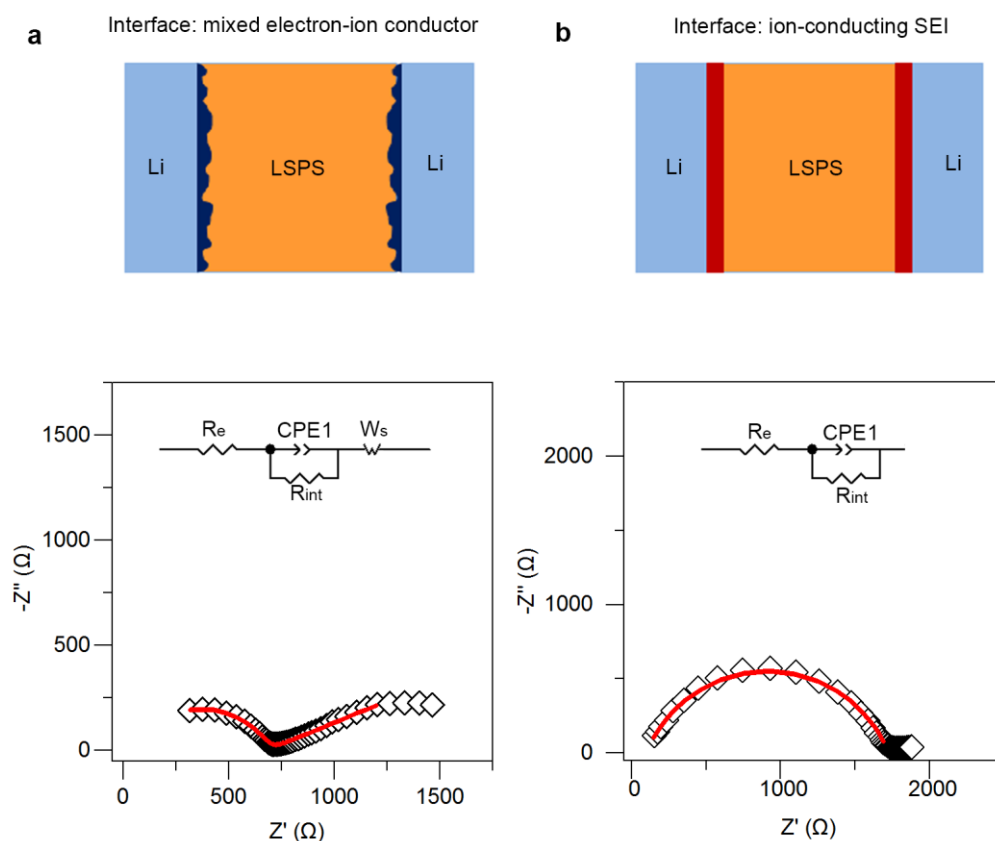 a
Interface: mixed electron-ion conductor
Li
LSPS
Li
b
Interface: ion-conducting SEI
Li
LSPS
Li
Re
CPE1
Ws
Rint
1500
1000
500
0
-Z'' (Ω)
0
500
1000
1500
Z' (Ω)
Re
CPE1
Rint
2000
1000
0
-Z'' (Ω)
0
1000
2000
Z' (Ω)